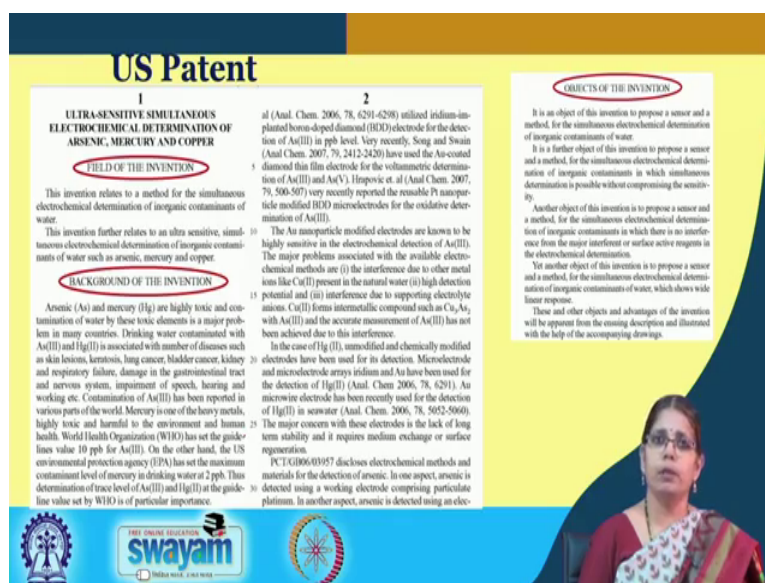 US Patent
1
ULTRA-SENSITIVE SIMULTANEOUS
ELECTROCHEMICAL DETERMINATION OF
ARSENIC, MERCURY AND COPPER
FIELD OF THE INVENTION
This invention relates to a method for the simultaneous
electrochemical determination of inorganic contaminants of
water.
This invention further relates to an ultra sensitive, simul-
taneous electrochemical determination of inorganic contami-
nants of water such as arsenic, mercury and copper.
BACKGROUND OF THE INVENTION
Arsenic (As) and mercury (Hg) are highly toxic and con-
tamination of water by these toxic elements is a major prob-
lem in many countries. Drinking water contaminated with
As(III) and Hg(II) is associated with number of diseases such
as skin lesions, keratosis, lung cancer, bladder cancer, kidney
and respiratory failure, damage in the gastrointestinal tract
and nervous system, impairment of speech, hearing and
working etc. Contamination of As(III) has been reported in
various parts of the world. Mercury is one of the heavy metals,
highly toxic and harmful to the environment and human
health. World Health Organization (WHO) has set the guide-
lines value 10 ppb for As(III). On the other hand, the US
environmental protection agency (EPA) has set the maximum
contaminant level of mercury in drinking water at 2 ppb. Thus
determination of trace level of As(III) and Hg(II) at the guide-
line value set by WHO is of particular importance.
2
al (Anal. Chem. 2006, 78, 6291-6298) utilized iridium-im-
planted boron-doped diamond (BDD) electrode for the detec-
tion of As(III) in ppb level. Very recently, Song and Swain
5 (Anal Chem. 2007, 79, 2412-2420) have used the Au-coated
diamond thin film electrode for the voltammetric determina-
tion of As(III) and As(V). Hrapovic et. al (Anal Chem. 2007,
79, 500-507) very recently reported the reusable Pt nanopar-
ticle modified BDD microelectrodes for the oxidative deter-
mination of As(III).
10 The Au nanoparticle modified electrodes are known to be
highly sensitive in the electrochemical detection of As(III).
The major problems associated with the available electro-
chemical methods are (i) the interference due to other metal
ions like Cu(II) present in the natural water (ii) high detection
15 potential and (iii) interference due to supporting electrolyte
anions. Cu(II) forms intermetallic compound such as Cu3As2
with As(III) and the accurate measurement of As(III) has not
been achieved due to this interference.
In the case of Hg (II), unmodified and chemically modified
20 electrodes have been used for its detection. Microelectrode
and microelectrode arrays iridium and Au have been used for
the detection of Hg(II) (Anal. Chem 2006, 78, 6291). Au
microwire electrode has been recently used for the detection
of Hg(II) in seawater (Anal. Chem. 2006, 78, 5052-5060).
25 The major concern with these electrodes is the lack of long
term stability and it requires medium exchange or surface
regeneration.
PCT/GB06/03957 discloses electrochemical methods and
materials for the detection of arsenic. In one aspect, arsenic is
30 detected using a working electrode comprising particulate
platinum. In another aspect, arsenic is detected using an elec-
OBJECTS OF THE INVENTION
It is an object of this invention to propose a sensor and a
method, for the simultaneous electrochemical determination
of inorganic contaminants of water.
It is a further object of this invention to propose a sensor
and a method, for the simultaneous electrochemical determi-
nation of inorganic contaminants in which simultaneous
determination is possible without compromising the sensitiv-
ity.
Another object of this invention is to propose a sensor and
a method, for the simultaneous electrochemical determina-
tion of inorganic contaminants in which there is no interfer-
ence from the major interferent or surface active reagents in
the electrochemical determination.
Yet another object of this invention is to propose a sensor
and a method, for the simultaneous electrochemical determi-
nation of inorganic contaminants of water, which shows wide
linear response.
These and other objects and advantages of the invention
will be apparent from the ensuing description and illustrated
with the help of the accompanying drawings.
FREE ONLINE EDUCATION
swayam